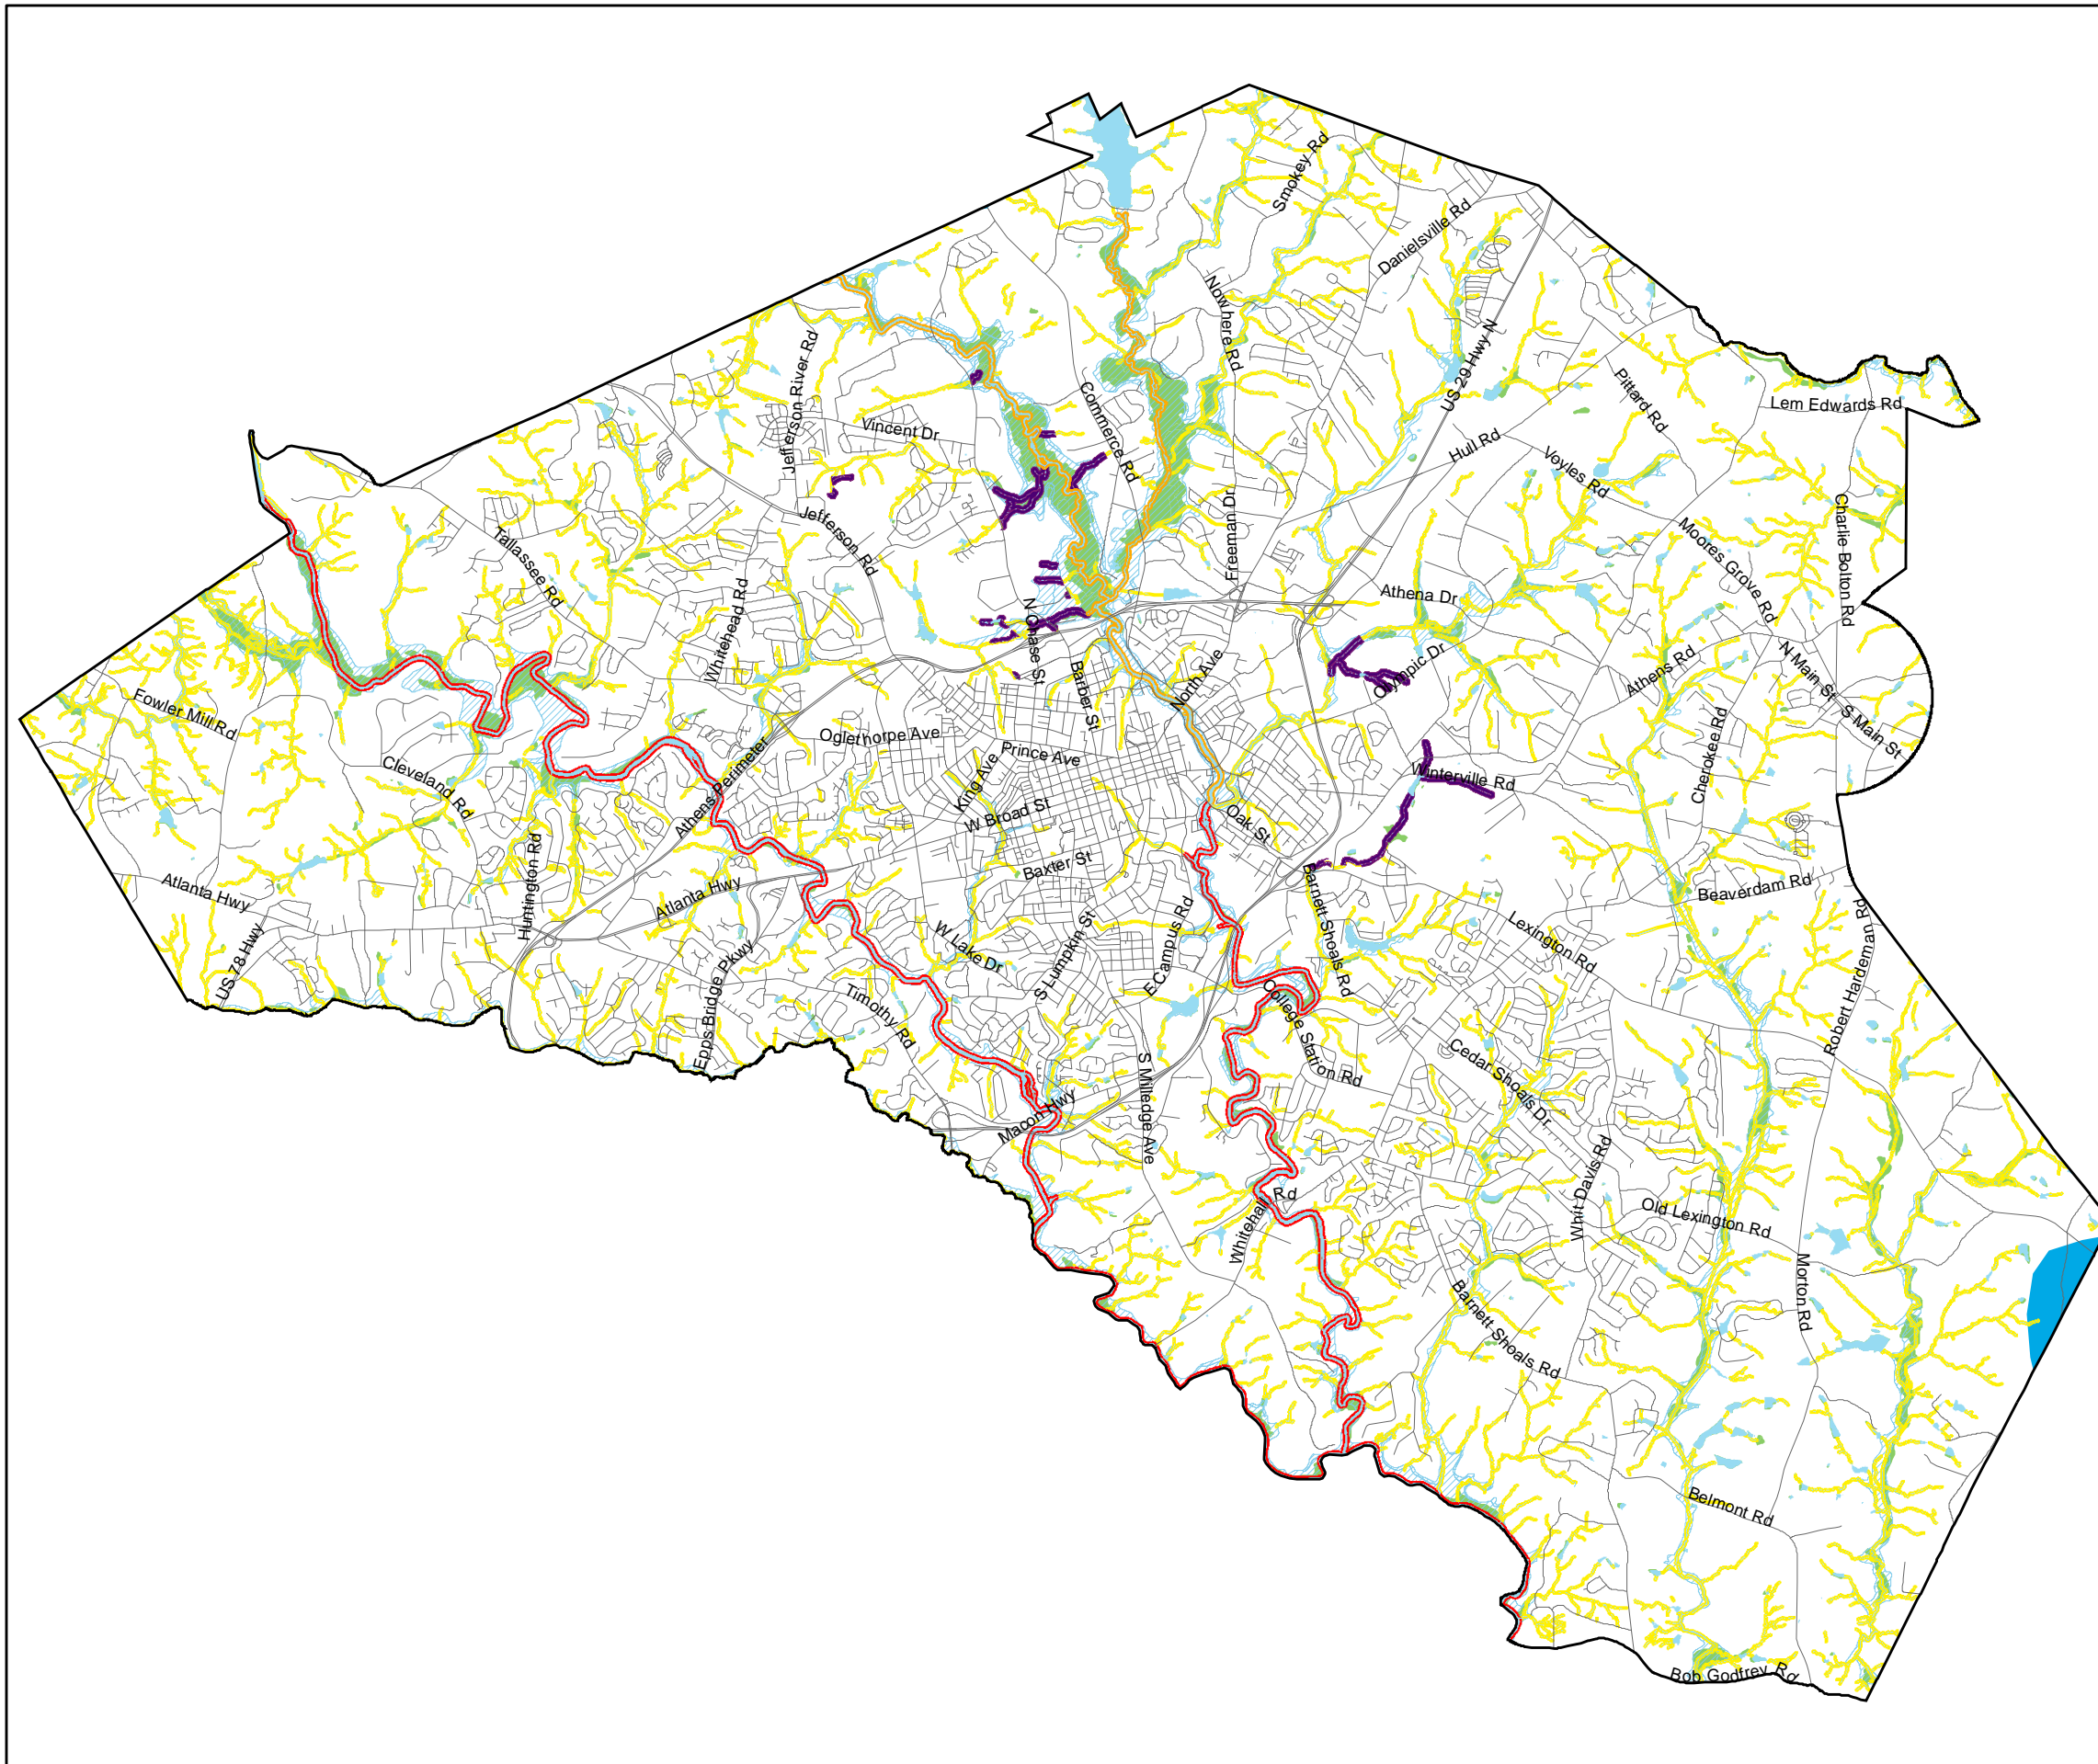 Smokey Rd
Danielsville Rd
Nowhere Rd
US 29 Hwy N
Jefferson River Rd
Commerce Rd
Pittard Rd
Lem Edwards Rd
Vincent Dr
Hull Rd
Voyles Rd
Charlie Bolton Rd
Jefferson Rd
Freeman Dr
Moores Grove Rd
Tallassee Rd
Whitehead Rd
N Chase St
Athena Dr
Olympic Dr
Athens Rd
N Main St
S Main St
Fowler Mill Rd
Barber St
North Ave
Oglethorpe Ave
Prince Ave
King Ave
Cherokee Rd
Cleveland Rd
Athens Perimeter
W Broad St
Winterville Rd
Oak St
Huntington Rd
Baxter St
Atlanta Hwy
Atlanta Hwy
Beaverdam Rd
US 78 Hwy
Epps Bridge Pkwy
W Lake Dr
S Lumpkin St
E Campus Rd
Barnett Shoals Rd
Lexington Rd
Robert Hardeman Rd
Timothy Rd
College Station Rd
Cedar Shoals Dr
Macon Hwy
S Milledge Ave
Whit Davis Rd
Whitehall Rd
Old Lexington Rd
Morton Rd
Barnett Shoals Rd
Belmont Rd
Bob Godfrey Rd